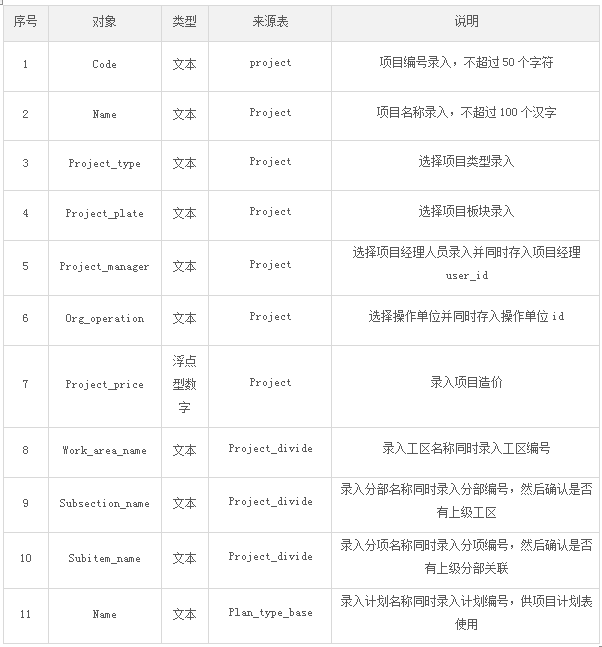 序号 对象 类型 来源表 说明
1 Code 文本 project 项目编号录入，不超过50个字符
2 Name 文本 Project 项目名称录入，不超过100个汉字
3 Project_type 文本 Project 选择项目类型录入
4 Project_plate 文本 Project 选择项目板块录入
5 Project_manager 文本 Project 选择项目经理人员录入并同时存入项目经理
user_id
6 Org_operation 文本 Project 选择操作单位并同时存入操作单位id
7 Project_price 浮点
型数
字 Project 录入项目造价
8 Work_area_name 文本 Project_divide 录入工区名称同时录入工区编号
9 Subsection_name 文本 Project_divide 录入分部名称同时录入分部编号，然后确认是否
有上级工区
10 Subitem_name 文本 Project_divide 录入分项名称同时录入分项编号，然后确认是否
有上级分部关联
11 Name 文本 Plan_type_base 录入计划名称同时录入计划编号，供项目计划表
使用